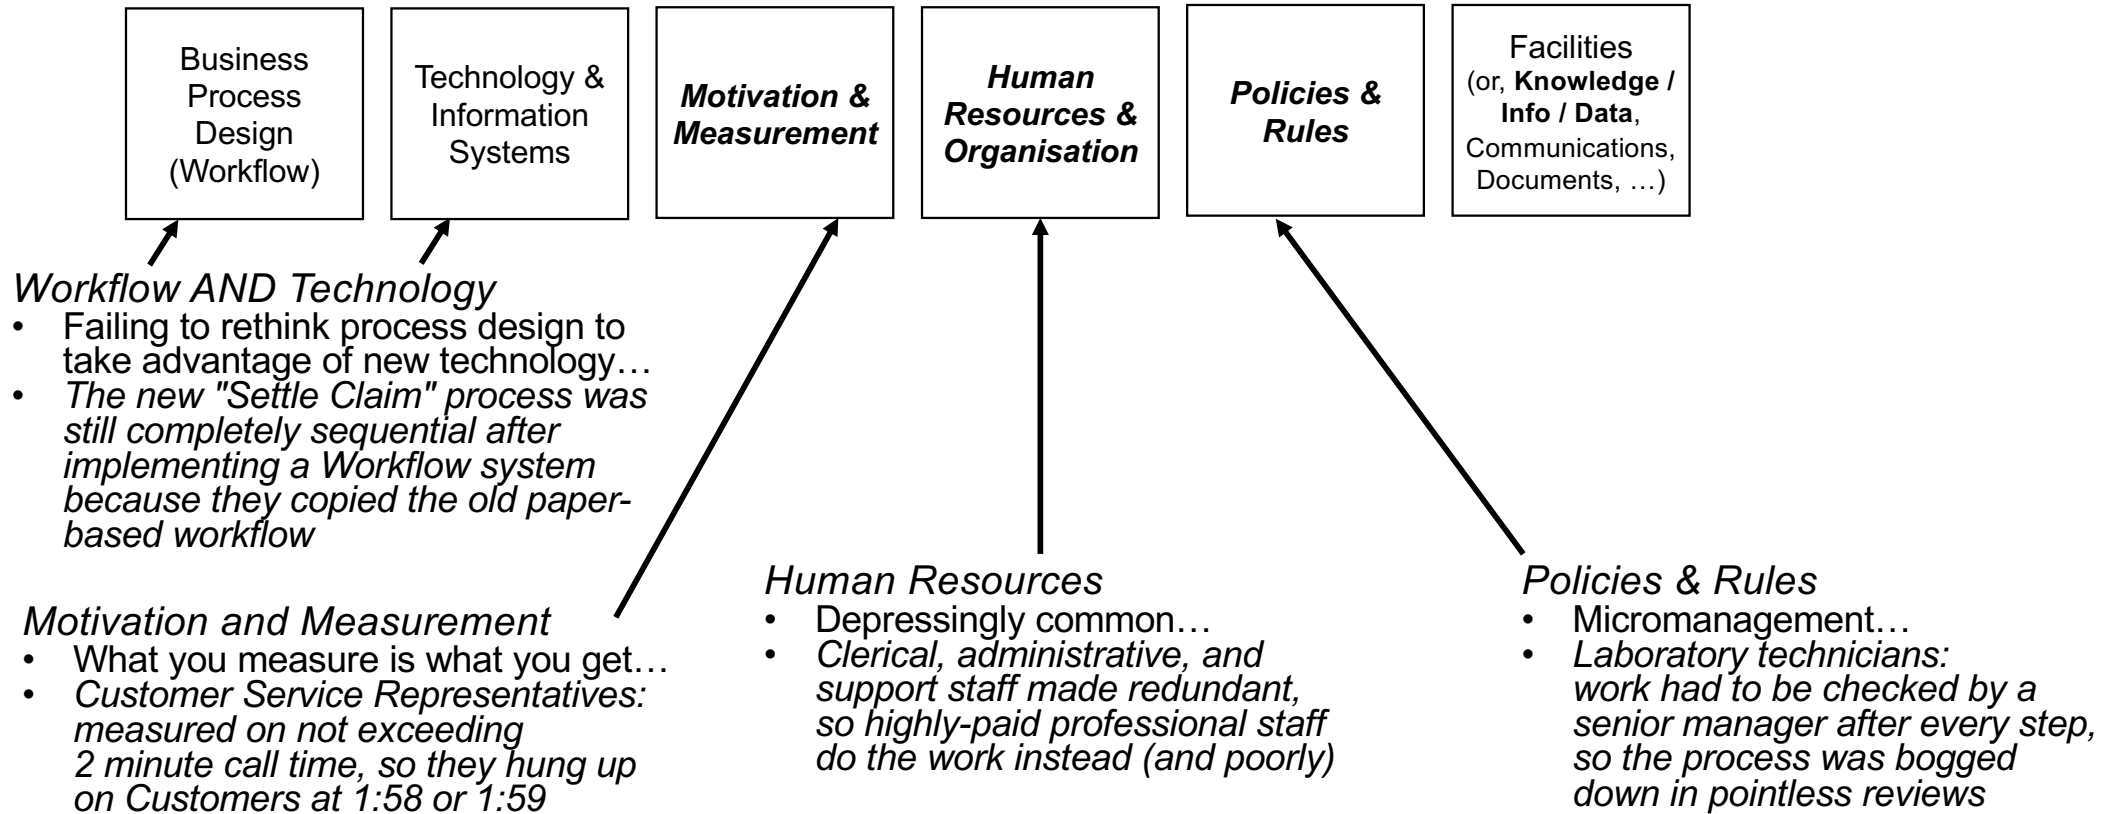 Business
Process
Design
(Workflow)
Technology &
Information
Systems
Motivation &
Measurement
Human
Resources &
Organisation
Policies &
Rules
Facilities
(or, Knowledge /
Info / Data,
Communications,
Documents, …)
Workflow AND Technology
• Failing to rethink process design to
take advantage of new technology…
• The new "Settle Claim" process was
still completely sequential after
implementing a Workflow system
because they copied the old paper-
based workflow
Motivation and Measurement
• What you measure is what you get…
• Customer Service Representatives:
measured on not exceeding
2 minute call time, so they hung up
on Customers at 1:58 or 1:59
Human Resources
• Depressingly common…
• Clerical, administrative, and
support staff made redundant,
so highly-paid professional staff
do the work instead (and poorly)
Policies & Rules
• Micromanagement…
• Laboratory technicians:
work had to be checked by a
senior manager after every step,
so the process was bogged
down in pointless reviews